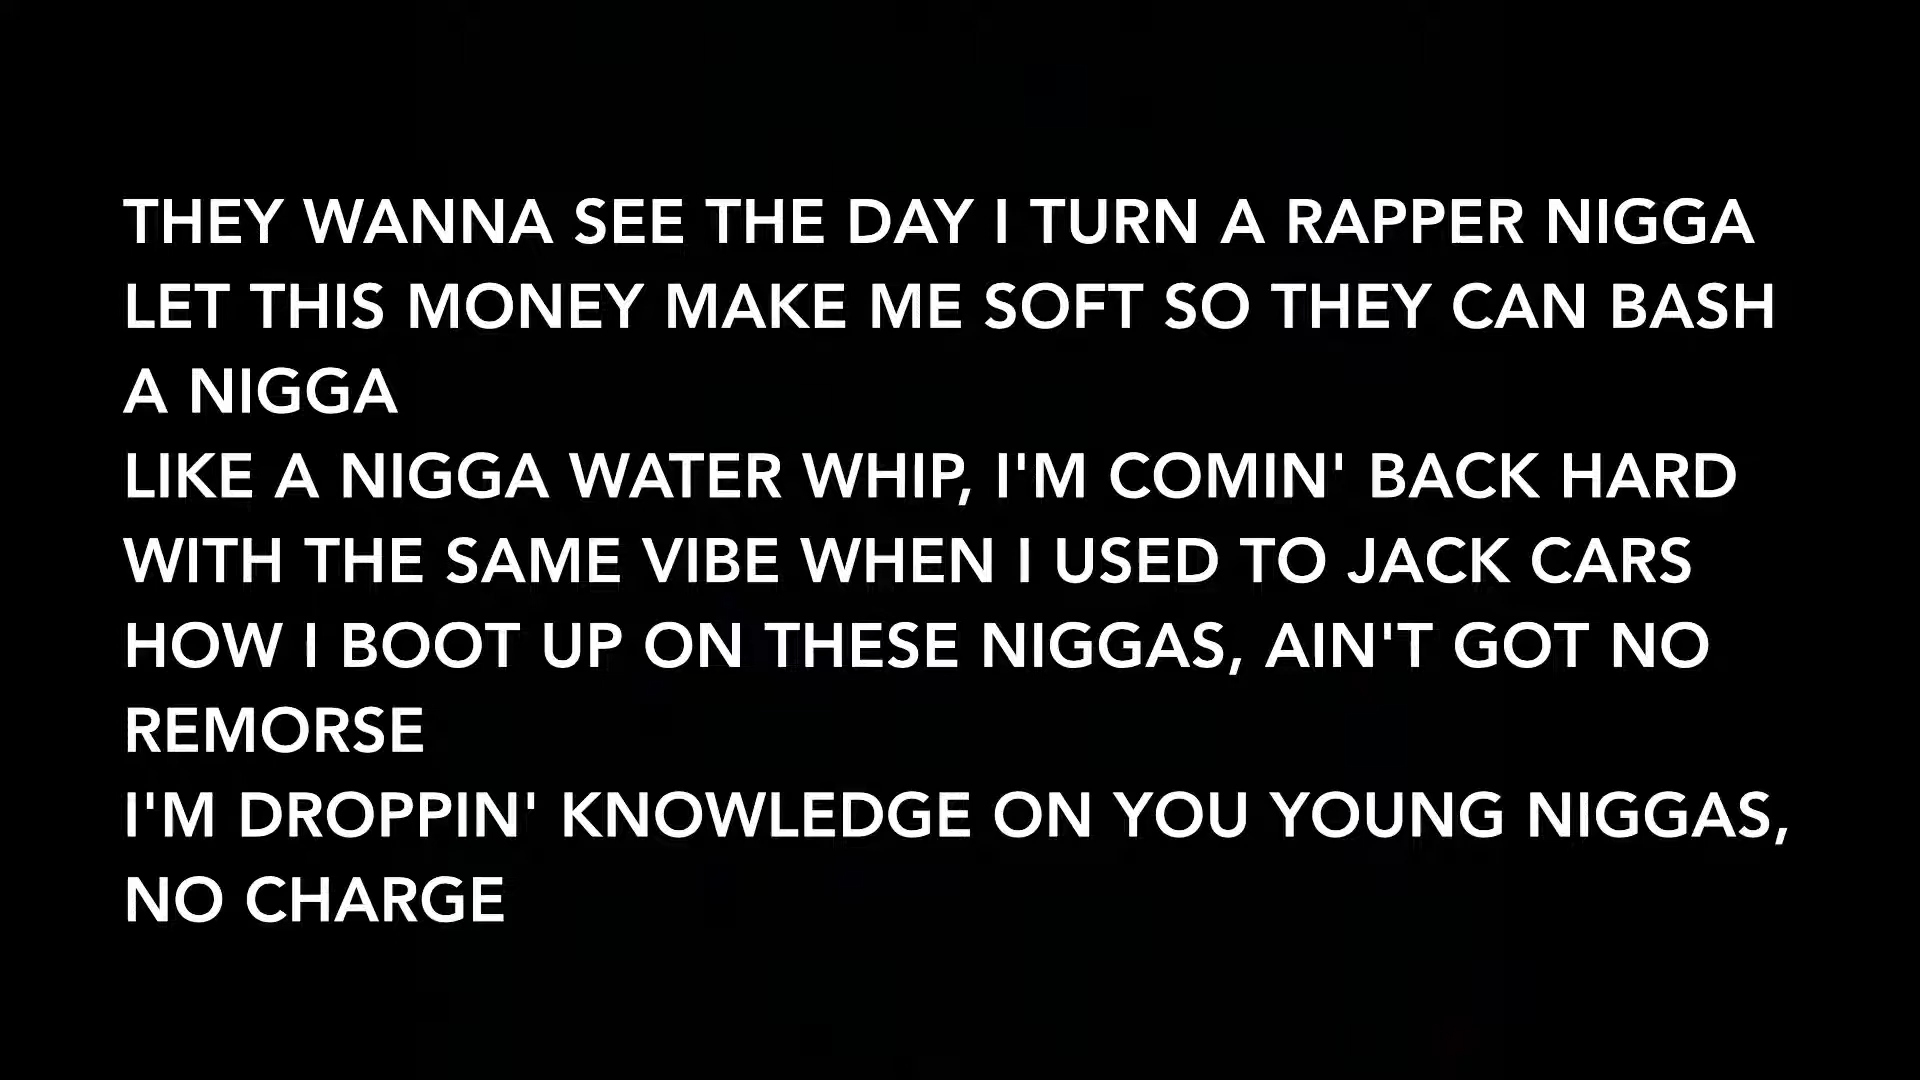 THEY WANNA SEE THE DAY I TURN A RAPPER NIGGA
LET THIS MONEY MAKE ME SOFT SO THEY CAN BASH
A NIGGA
LIKE A NIGGA WATER WHIP, I'M COMIN' BACK HARD
WITH THE SAME VIBE WHEN I USED TO JACK CARS
HOW I BOOT UP ON THESE NIGGAS, AIN'T GOT NO
REMORSE
I'M DROPPIN' KNOWLEDGE ON YOU YOUNG NIGGAS,
NO CHARGE